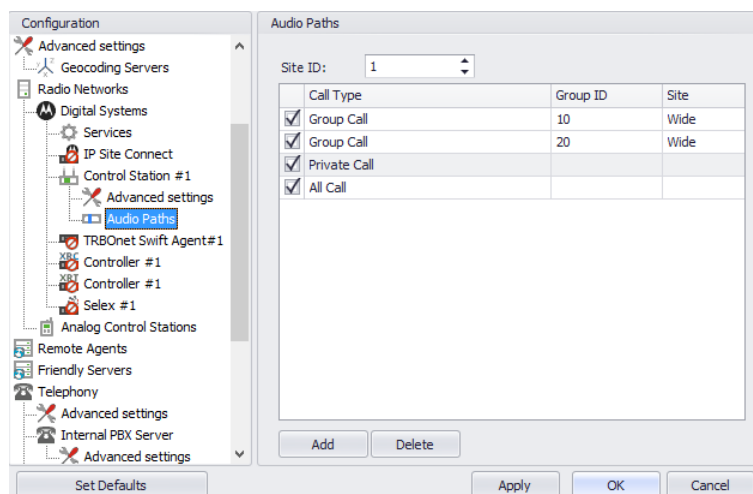 Configuration
Advanced settings
Geocoding Servers
Radio Networks
Digital Systems
Services
IP Site Connect
Control Station #1
Advanced settings
Audio Paths
TRBOnet Swift Agent#1
XRC Controller #1
XRT Controller #1
Selex #1
Analog Control Stations
Remote Agents
Friendly Servers
Telephony
Advanced settings
Internal PBX Server
Advanced settings
Set Defaults
Audio Paths
Site ID: 1
Call Type Group ID Site
Group Call 10 Wide
Group Call 20 Wide
Private Call
All Call
Add Delete
Apply OK Cancel